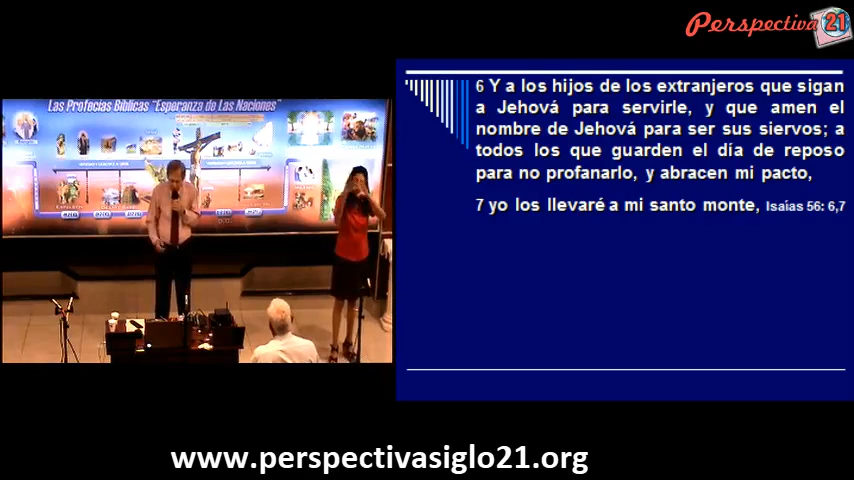 Perspectiva 21
Las Profecías Bíblicas "Esperanza de Las Naciones"
6 Y a los hijos de los extranjeros que sigan
a Jehová para servirle, y que amen el
nombre de Jehová para ser sus siervos; a
todos los que guarden el día de reposo
para no profanarlo, y abracen mi pacto,
7 yo los llevaré a mi santo monte, Isaías 56: 6,7
www.perspectivasiglo21.org